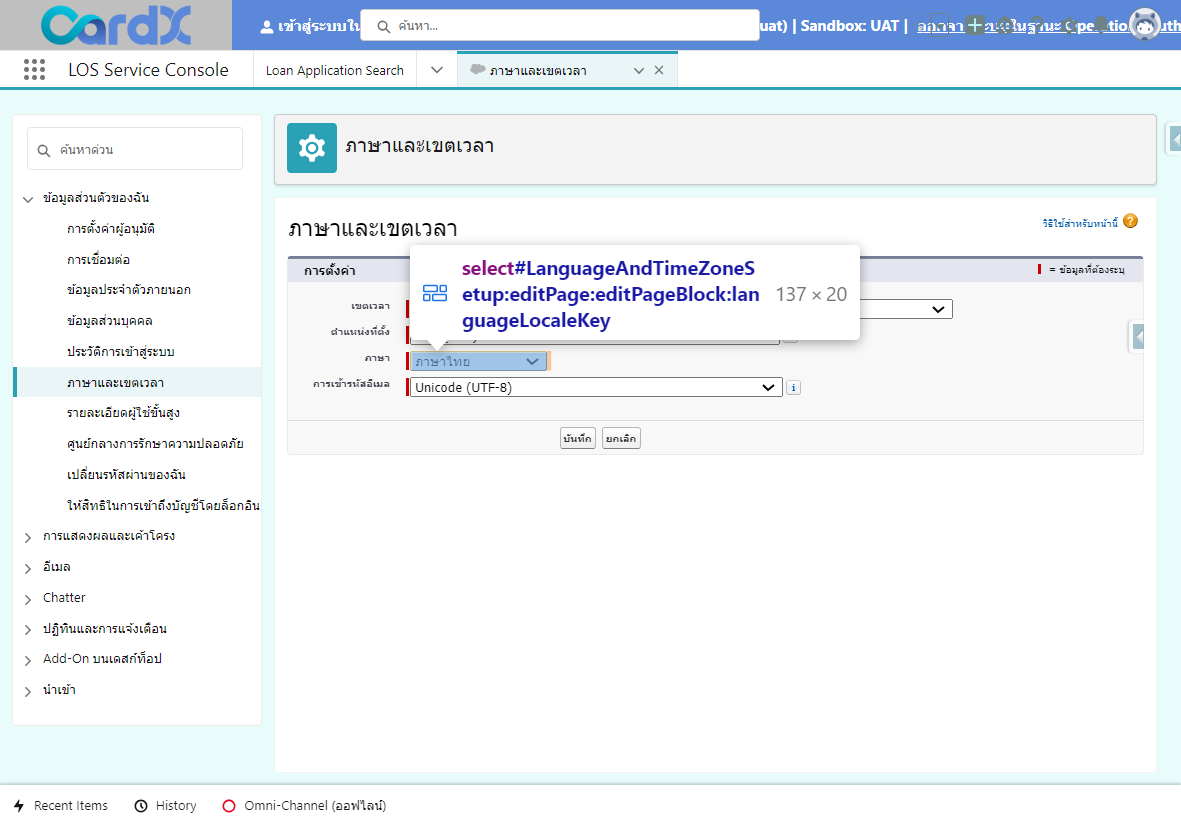 CardX
เข้าสู่ระบบใน
ค้นหา...
uat) | Sandbox: UAT |
LOS Service Console
Loan Application Search
ภาษาและเขตเวลา
ค้นหาด่วน
ข้อมูลส่วนตัวของฉัน
การตั้งค่าผู้อนุมัติ
การเชื่อมต่อ
ข้อมูลประจำตัวภายนอก
ข้อมูลส่วนบุคคล
ประวัติการเข้าสู่ระบบ
ภาษาและเขตเวลา
รายละเอียดผู้ใช้ขั้นสูง
ศูนย์กลางการรักษาความปลอดภัย
เปลี่ยนรหัสผ่านของฉัน
ให้สิทธิในการเข้าถึงบัญชีโดยล็อกอิน
การแสดงผลและเค้าโครง
อีเมล
Chatter
ปฏิทินและการแจ้งเตือน
Add-On บนเดสก์ท็อป
นำเข้า
ภาษาและเขตเวลา
ภาษาและเขตเวลา
วิธีใช้สำหรับหน้านี้ ?
การตั้งค่า
= ข้อมูลที่ต้องระบุ
select#LanguageAndTimeZoneS
etup:editPage:editPageBlock:lan
guageLocaleKey
137 × 20
เขตเวลา
ตำแหน่งที่ตั้ง
ภาษา
ภาษาไทย
การเข้ารหัสอีเมล
Unicode (UTF-8)
i
บันทึก
ยกเลิก
Recent Items
History
Omni-Channel (ออฟไลน์)